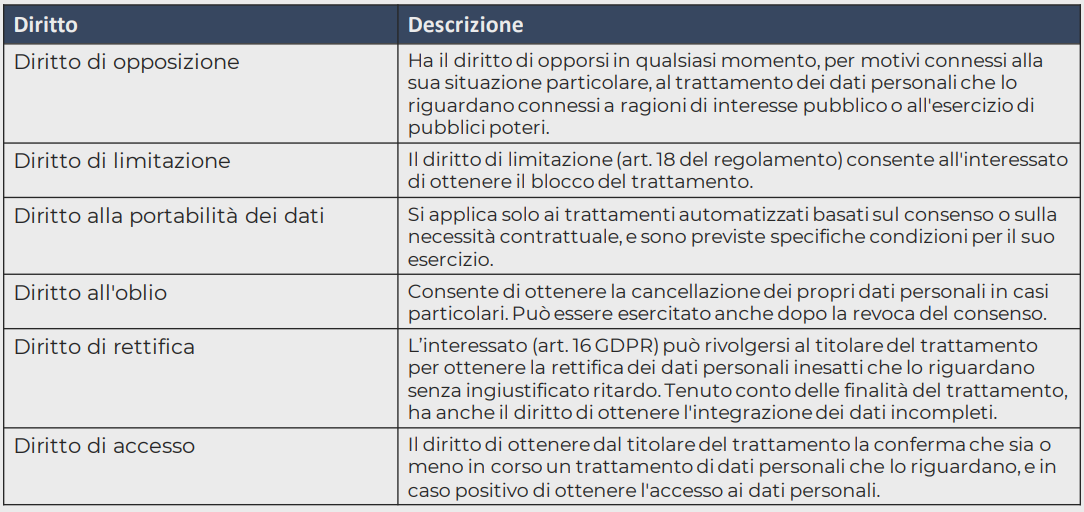 Diritto
Descrizione
Diritto di opposizione
Ha il diritto di opporsi in qualsiasi momento, per motivi connessi alla
sua situazione particolare, al trattamento dei dati personali che lo
riguardano connessi a ragioni di interesse pubblico o all'esercizio di
pubblici poteri.
Diritto di limitazione
Il diritto di limitazione (art. 18 del regolamento) consente all'interessato
di ottenere il blocco del trattamento.
Diritto alla portabilità dei dati
Si applica solo ai trattamenti automatizzati basati sul consenso o sulla
necessità contrattuale, e sono previste specifiche condizioni per il suo
esercizio.
Diritto all'oblio
Consente di ottenere la cancellazione dei propri dati personali in casi
particolari. Può essere esercitato anche dopo la revoca del consenso.
Diritto di rettifica
L’interessato (art. 16 GDPR) può rivolgersi al titolare del trattamento
per ottenere la rettifica dei dati personali inesatti che lo riguardano
senza ingiustificato ritardo. Tenuto conto delle finalità del trattamento,
ha anche il diritto di ottenere l'integrazione dei dati incompleti.
Diritto di accesso
Il diritto di ottenere dal titolare del trattamento la conferma che sia o
meno in corso un trattamento di dati personali che lo riguardano, e in
caso positivo di ottenere l'accesso ai dati personali.